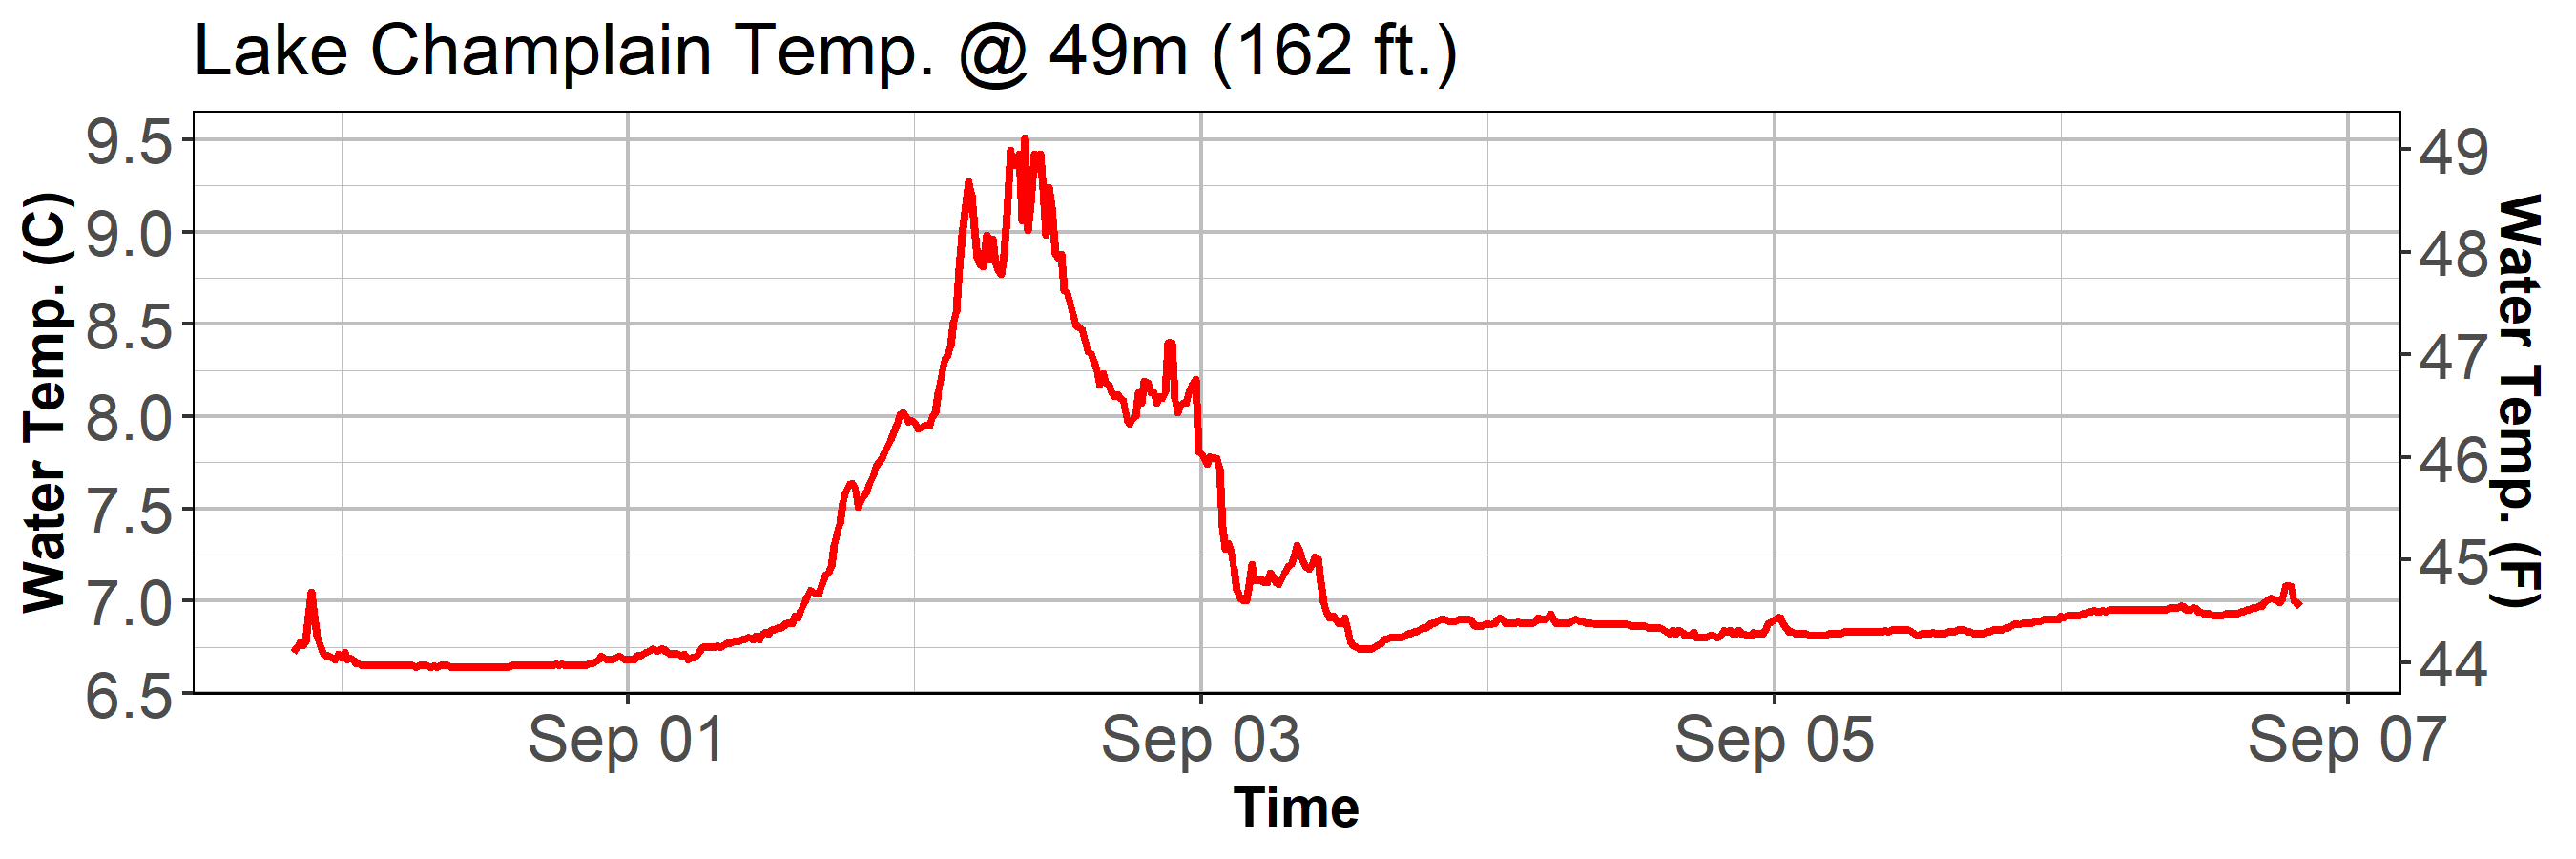 Lake Champlain Temp. @ 49m (162 ft.)
Water Temp. (C)
9.5
9.0
8.5
8.0
7.5
7.0
6.5
49
48
47
46
45
44
Water Temp. (F)
Sep 01 Sep 03 Sep 05 Sep 07
Time